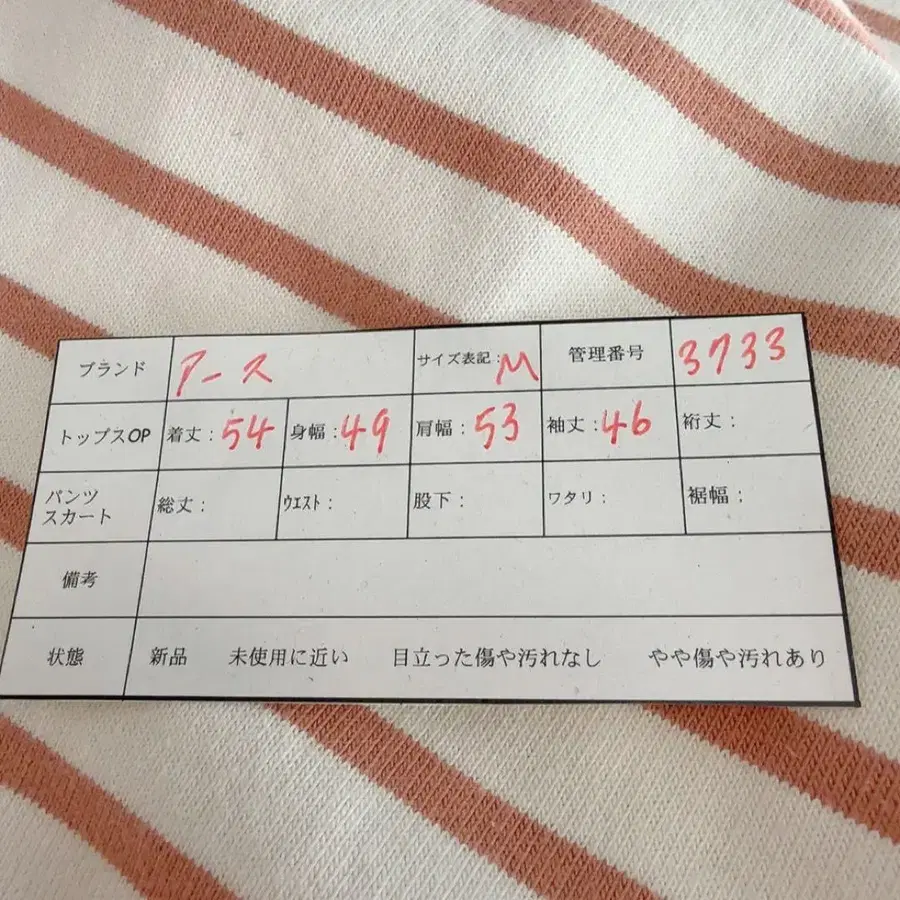 ブランド アース サイズ表記：M 管理番号 3733
トップスOP 着丈：54 身幅：49 肩幅：53 袖丈：46 裄丈：
パンツ
スカート 総丈： ウエスト： 股下： ワタリ： 裾幅：
備考
状態 新品 未使用に近い 目立った傷や汚れなし やや傷や汚れあり